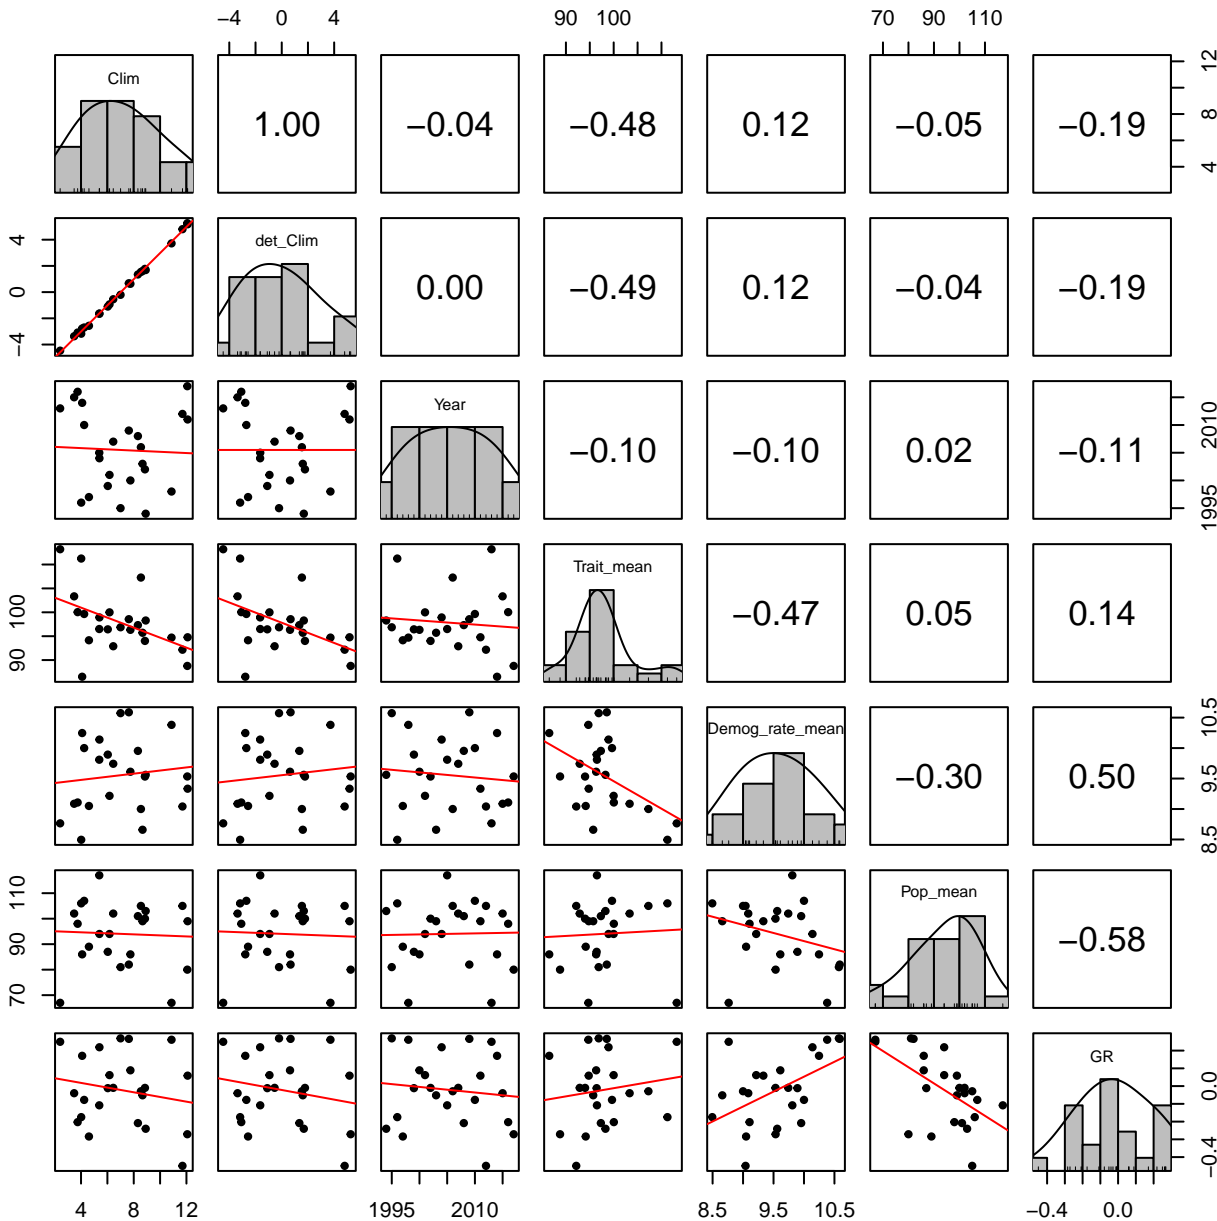 −4 0 4 90 100 70 90 110
Clim 1.00 −0.04 −0.48 0.12 −0.05 −0.19 4 8 12
−4 0 4 det_Clim 0.00 −0.49 0.12 −0.04 −0.19
Year −0.10 −0.10 0.02 −0.11 1995 2010
90 100 Trait_mean −0.47 0.05 0.14
Demog_rate_mean −0.30 0.50 8.5 9.5 10.5
70 90 110 Pop_mean −0.58
GR −0.4 0.0
4 8 12 1995 2010 8.5 9.5 10.5 −0.4 0.0